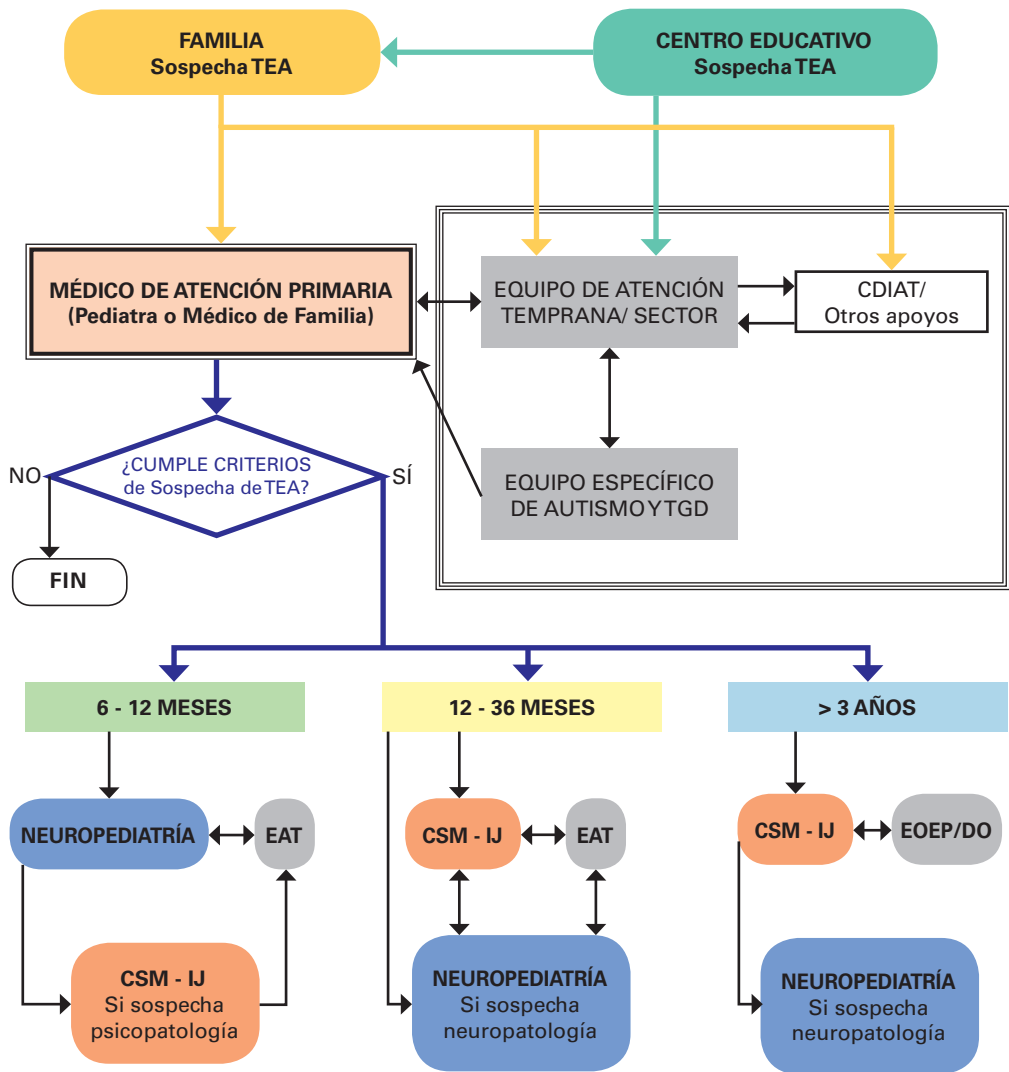 FAMILIA
Sospecha TEA
CENTRO EDUCATIVO
Sospecha TEA
MÉDICO DE ATENCIÓN PRIMARIA
(Pediatra o Médico de Familia)
EQUIPO DE ATENCIÓN
TEMPRANA/ SECTOR
CDIAT/
Otros apoyos
¿CUMPLE CRITERIOS
de Sospecha de TEA?
NO
SÍ
EQUIPO ESPECÍFICO
DE AUTISMO Y TGD
FIN
6 - 12 MESES
12 - 36 MESES
> 3 AÑOS
NEUROPEDIATRÍA
EAT
CSM - IJ
EAT
CSM - IJ
EOEP/DO
CSM - IJ
Si sospecha
psicopatología
NEUROPEDIATRÍA
Si sospecha
neuropatología
NEUROPEDIATRÍA
Si sospecha
neuropatología